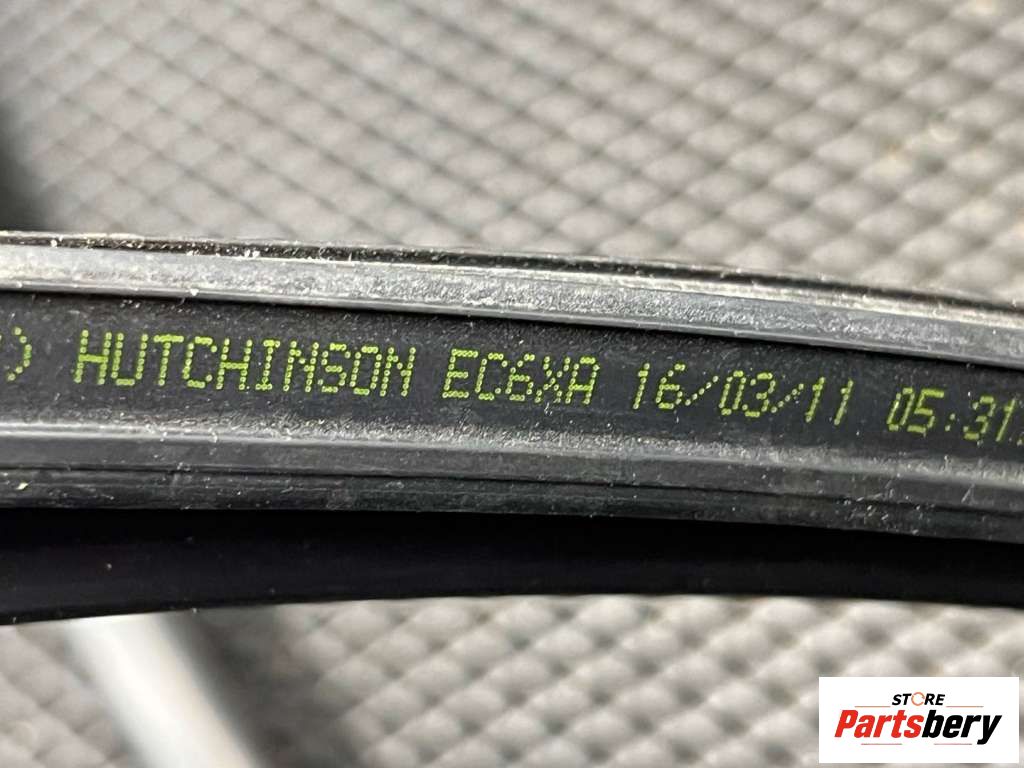 HUTCHINSON EC6XA 16/03/11 05:31:
STORE
Partsbery